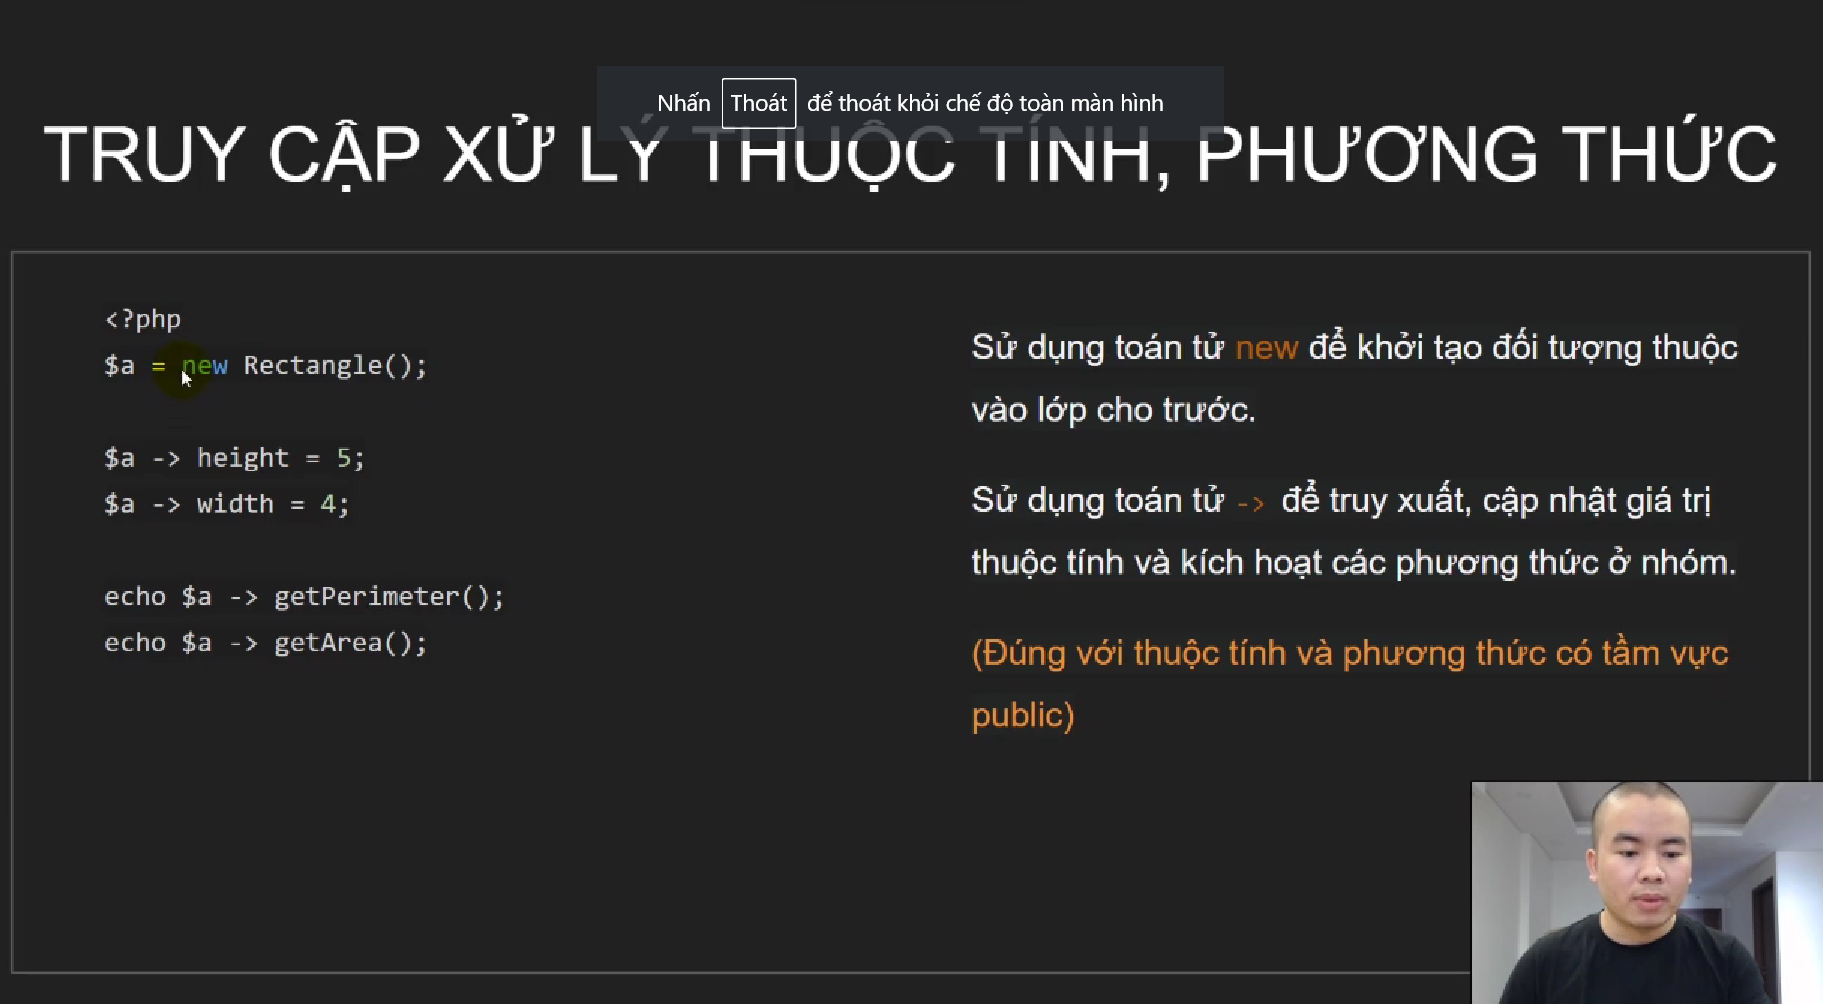 Nhấn Thoát để thoát khỏi chế độ toàn màn hình
TRUY CẬP XỬ LÝ THUỘC TÍNH, PHƯƠNG THỨC
<?php
$a = new Rectangle();
$a -> height = 5;
$a -> width = 4;
echo $a -> getPerimeter();
echo $a -> getArea();
Sử dụng toán tử new để khởi tạo đối tượng thuộc
vào lớp cho trước.
Sử dụng toán tử -> để truy xuất, cập nhật giá trị
thuộc tính và kích hoạt các phương thức ở nhóm.
(Đúng với thuộc tính và phương thức có tầm vực
public)